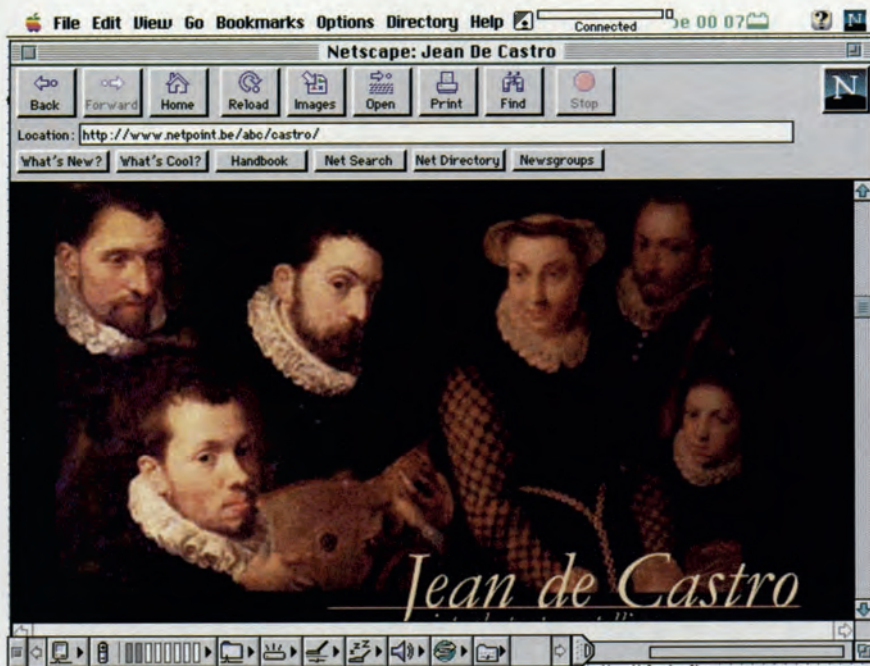 File Edit View Go Bookmarks Options Directory Help Connected 00 07 ? N
Netscape: Jean De Castro
Back Forward Home Reload Images Open Print Find Stop N
Location: http://www.netpoint.be/abc/castro/
What's New? What's Cool? Handbook Net Search Net Directory Newsgroups
Jean de Castro